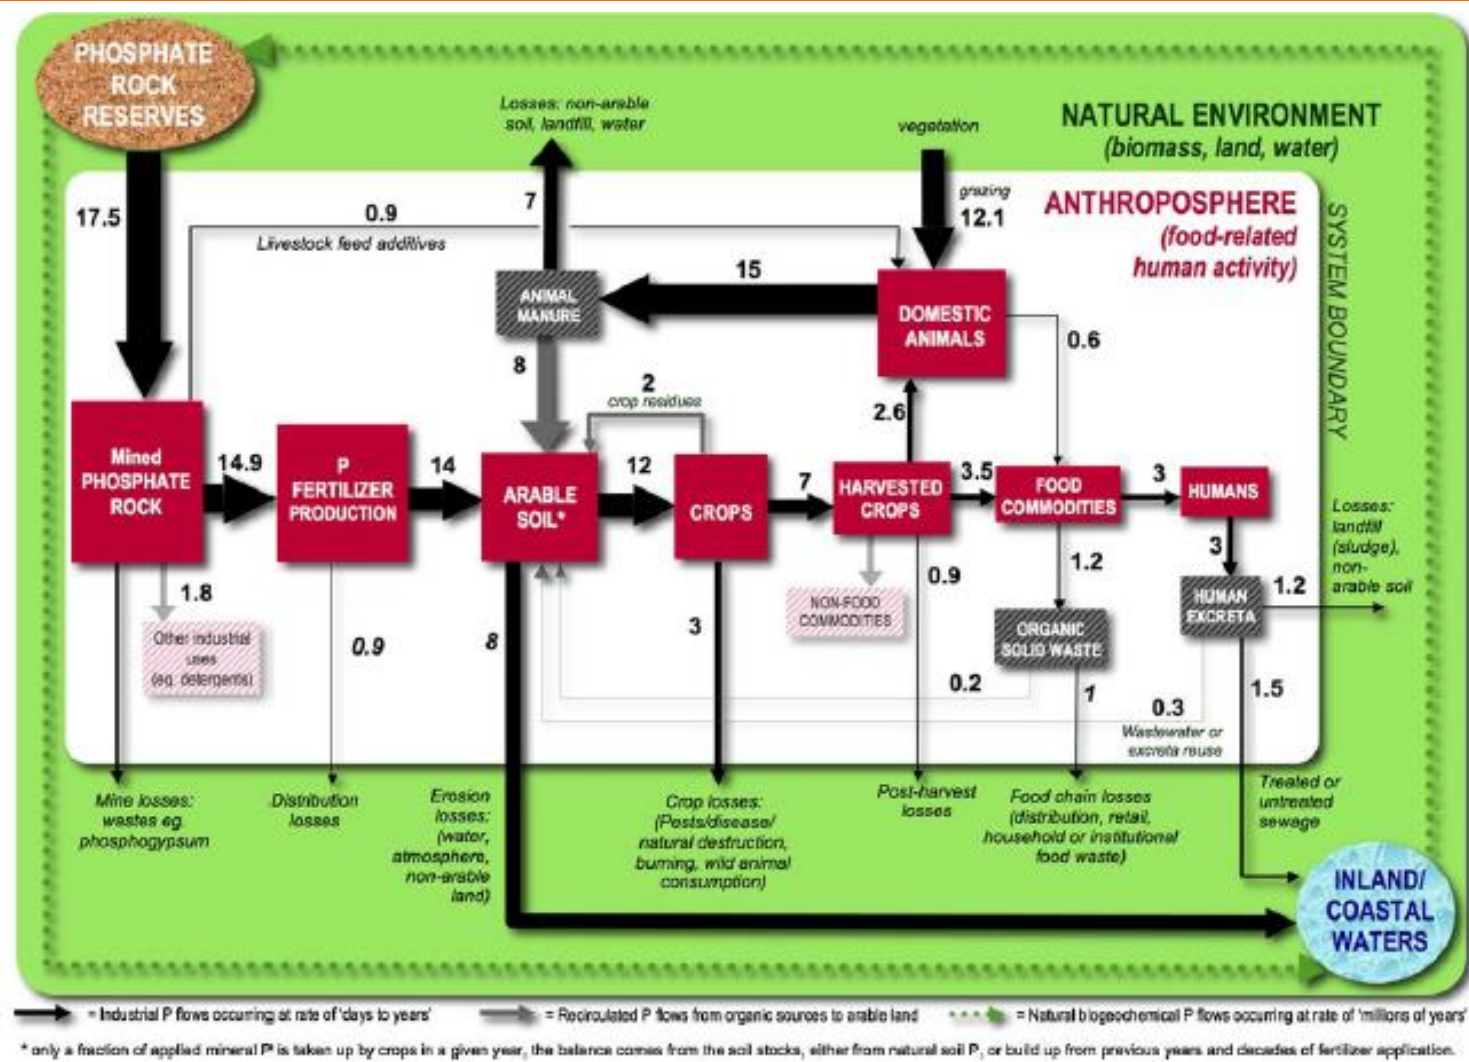 PHOSPHATE
ROCK
RESERVES
Losses: non-arable
soil, landfill, water
vegetation
NATURAL ENVIRONMENT
(biomass, land, water)
17.5
0.9
Livestock feed additives
7
grazing
12.1
ANTHROPOSPHERE
(food-related
human activity)
SYSTEM BOUNDARY
ANIMAL
MANURE
15
DOMESTIC
ANIMALS
0.6
8
2
crop residues
2.6
Mined
PHOSPHATE
ROCK
14.9
P
FERTILIZER
PRODUCTION
14
ARABLE
SOIL*
12
CROPS
7
HARVESTED
CROPS
3.5
FOOD
COMMODITIES
3
HUMANS
Losses:
landfill
(sludge),
non-
arable soil
1.8
Other industrial
uses
(eg. detergents)
0.9
8
3
NON-FOOD
COMMODITIES
0.9
1.2
ORGANIC
SOLID WASTE
3
HUMAN
EXCRETA
1.2
0.2
1
0.3
Wastewater or
excreta reuse
1.5
Mine losses:
wastes eg.
phosphogypsum
Distribution
losses
Erosion
losses:
(water,
atmosphere,
non-arable
land)
Crop losses:
(Pests/disease/
natural destruction,
burning, wild animal
consumption)
Post-harvest
losses
Food chain losses
(distribution, retail,
household or institutional
food waste)
Treated or
untreated
sewage
INLAND/
COASTAL
WATERS
= Industrial P flows occurring at rate of 'days to years'
= Recirculated P flows from organic sources to arable land
= Natural biogeochemical P flows occurring at rate of 'millions of years'
* only a fraction of applied mineral P is taken up by crops in a given year, the balance comes from the soil stocks, either from natural soil P, or build up from previous years and decades of fertilizer application.